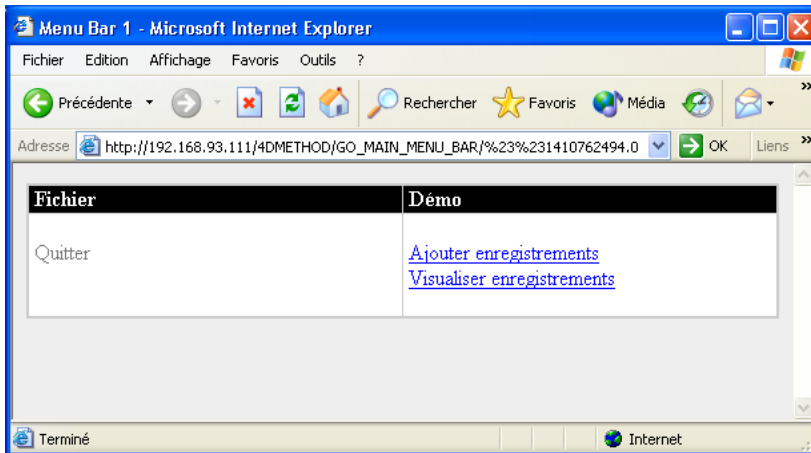 Menu Bar 1 - Microsoft Internet Explorer
Fichier Edition Affichage Favoris Outils ?
Précédente Rechercher Favoris Média »
Adresse http://192.168.93.111/4DMETHOD/GO_MAIN_MENU_BAR/%23%231410762494.0 OK Liens »
Fichier Démo
Quitter Ajouter enregistrements
Visualiser enregistrements
Terminé Internet